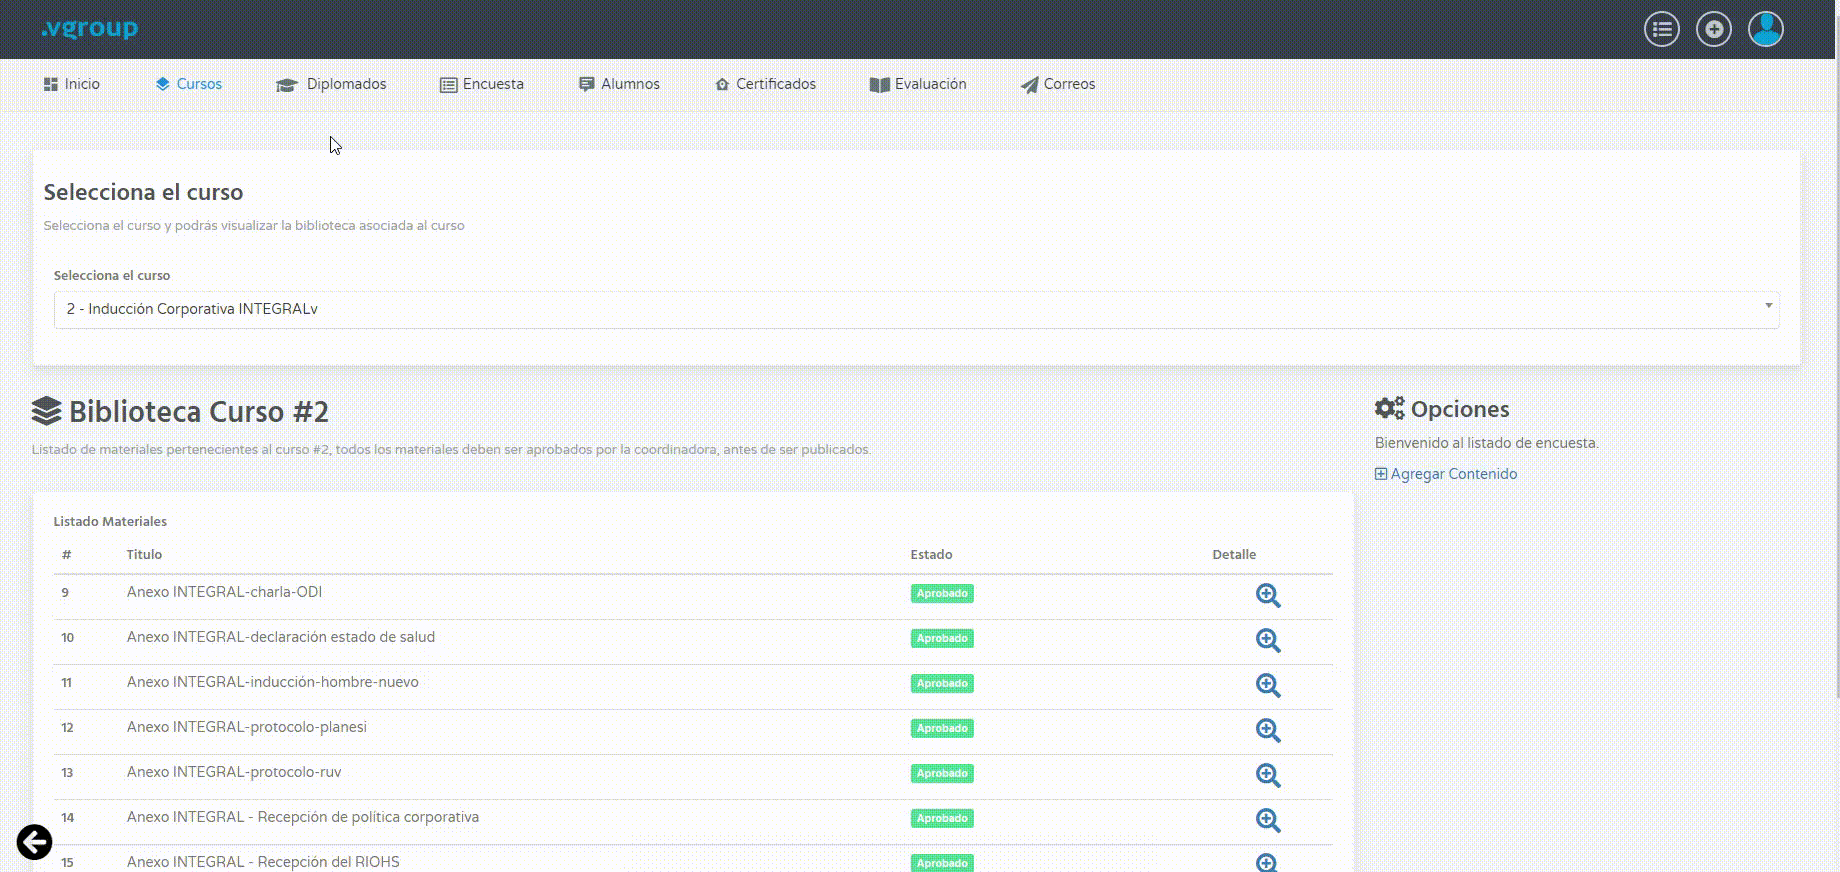 .vgroup
Inicio Cursos Diplomados Encuesta Alumnos Certificados Evaluación Correos
Selecciona el curso
Selecciona el curso y podrás visualizar la biblioteca asociada al curso
Selecciona el curso
2 - Inducción Corporativa INTEGRALv
Biblioteca Curso #2
Listado de materiales pertenecientes al curso #2, todos los materiales deben ser aprobados por la coordinadora, antes de ser publicados.
Opciones
Bienvenido al listado de encuesta.
Agregar Contenido
Listado Materiales
# Titulo Estado Detalle
9 Anexo INTEGRAL-charla-ODI Aprobado
10 Anexo INTEGRAL-declaración estado de salud Aprobado
11 Anexo INTEGRAL-inducción-hombre-nuevo Aprobado
12 Anexo INTEGRAL-protocolo-planesi Aprobado
13 Anexo INTEGRAL-protocolo-ruv Aprobado
14 Anexo INTEGRAL - Recepción de política corporativa Aprobado
15 Anexo INTEGRAL - Recepción del RIOHS Aprobado